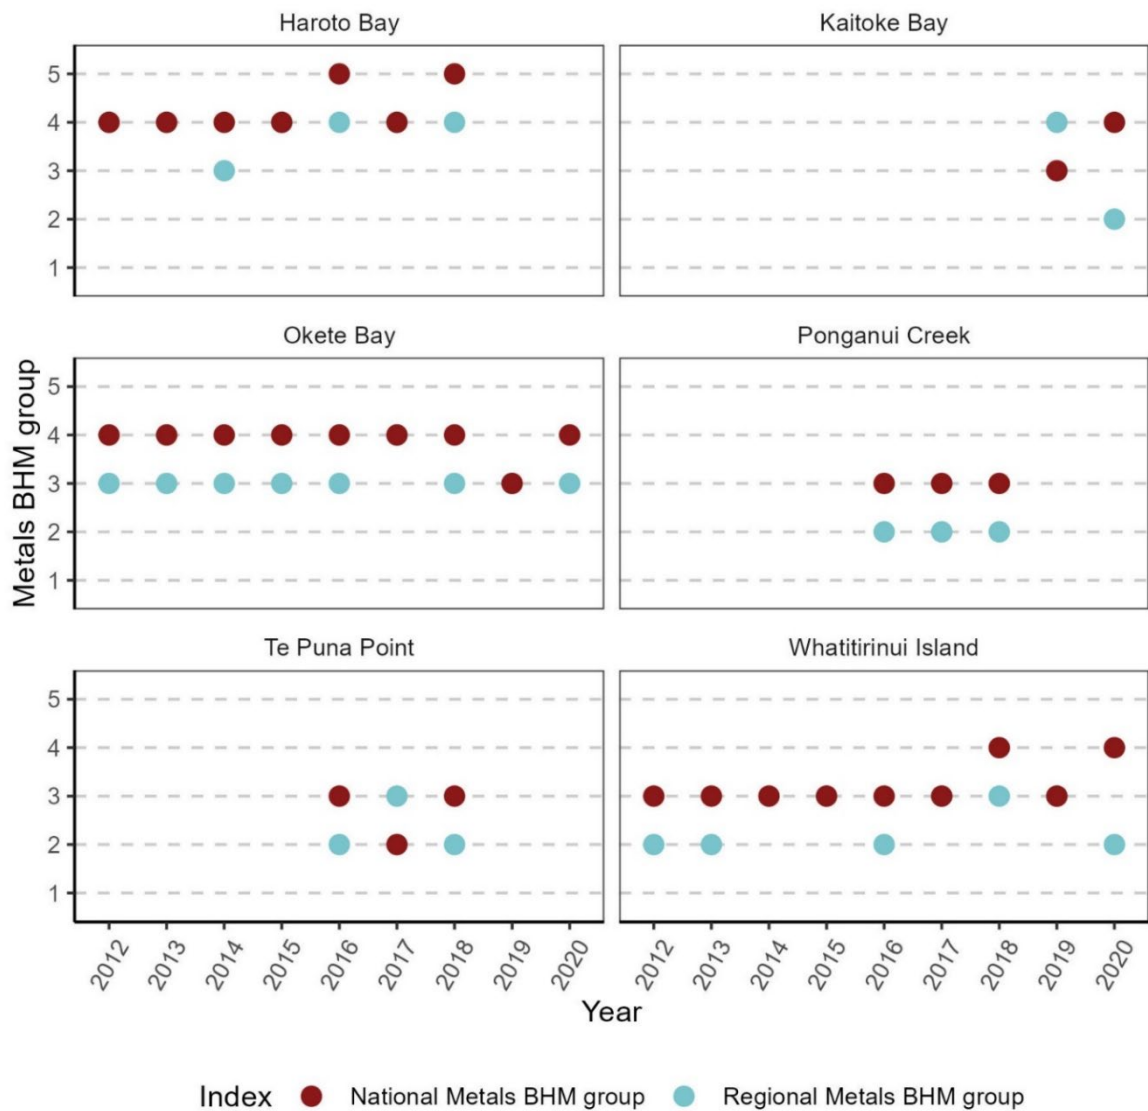 Haroto Bay
Kaitoke Bay
5
4
3
2
1
Okete Bay
Ponganui Creek
5
4
3
2
1
Te Puna Point
Whatitirinui Island
5
4
3
2
1
Metals BHM group
2012 2013 2014 2015 2016 2017 2018 2019 2020
2012 2013 2014 2015 2016 2017 2018 2019 2020
Year
Index National Metals BHM group Regional Metals BHM group